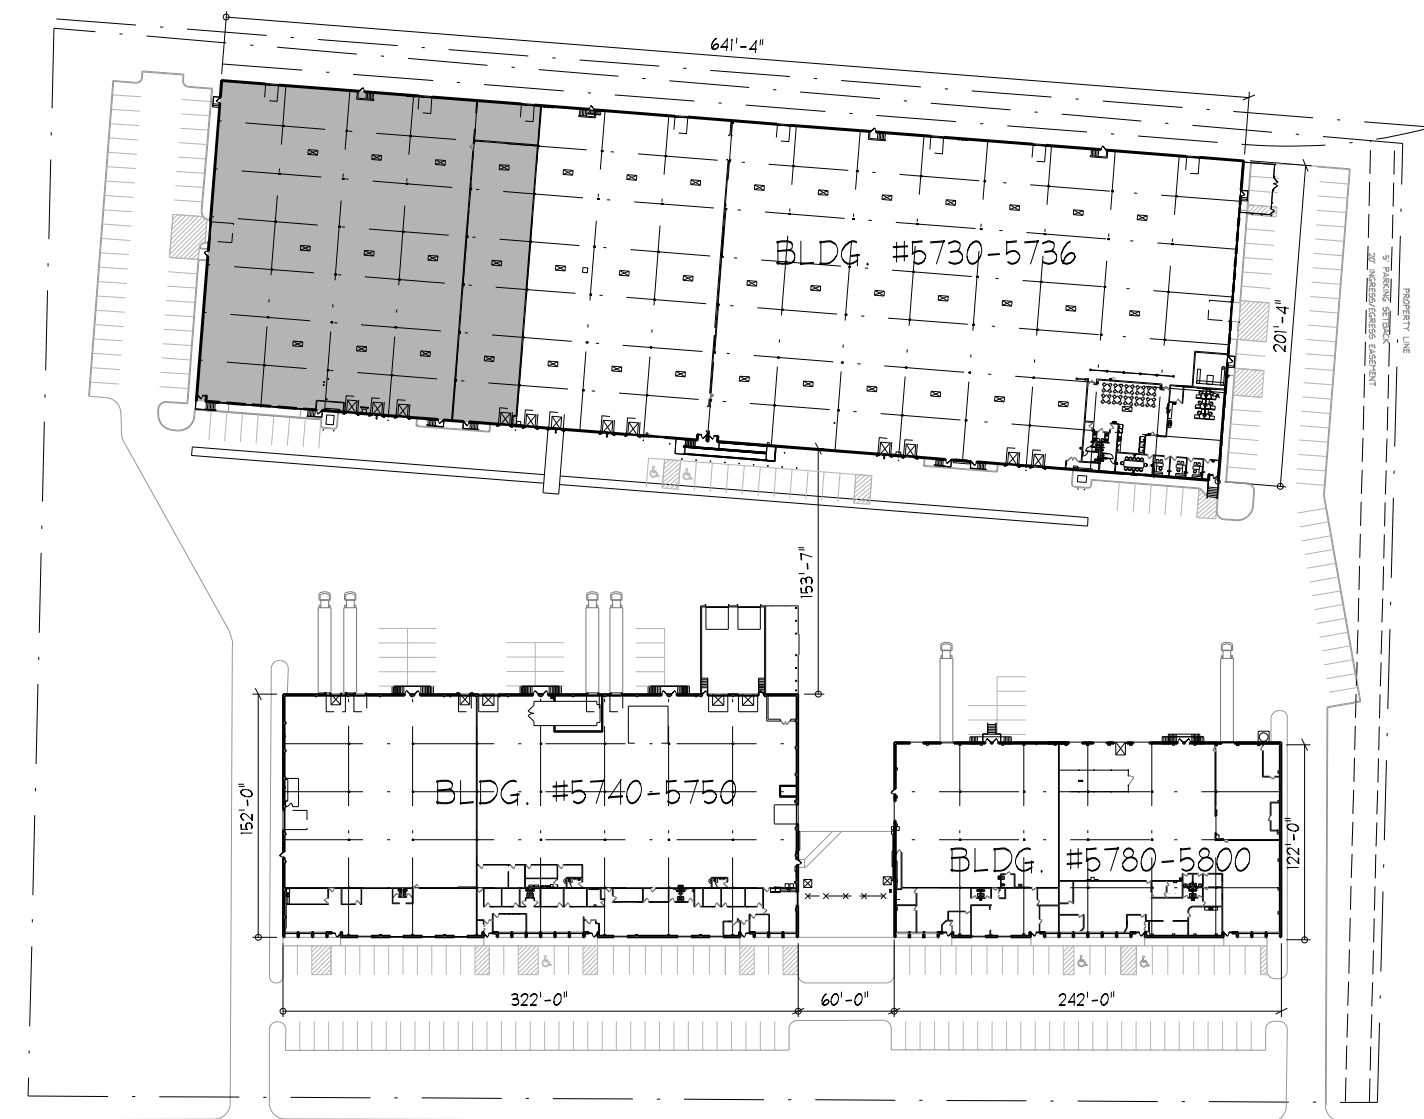 641'-4"
BLDG. #5730-5736
201'-4"
PROPERTY LINE
5' PARKING SETBACK
20' INGRESS/EGRESS EASEMENT
153'-7"
BLDG. #5740-5750
152'-0"
BLDG. #5780-5800
122'-0"
322'-0"
60'-0"
242'-0"